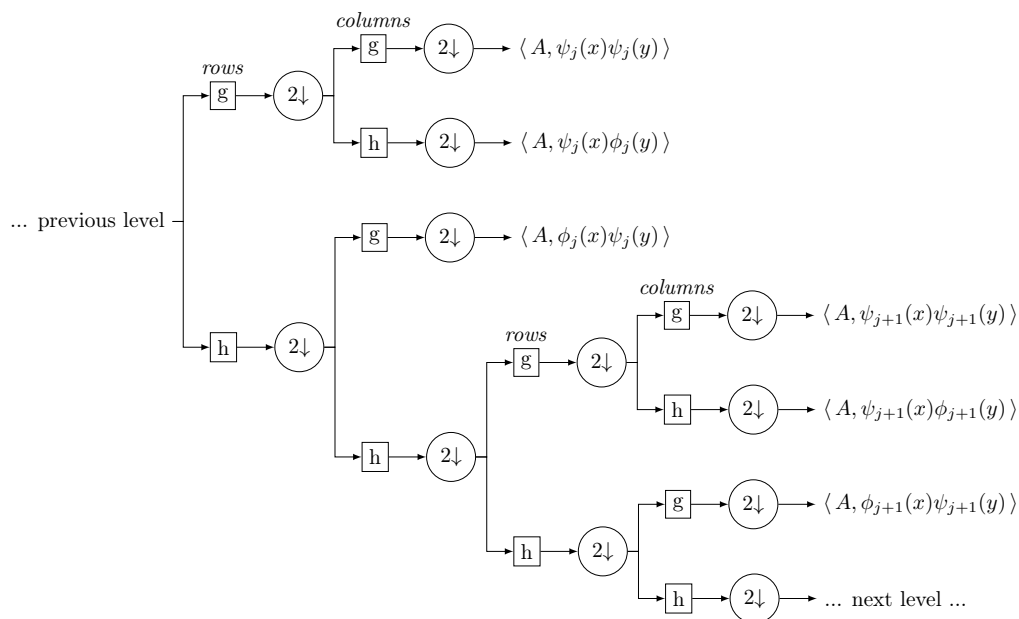 columns
g 2↓ ⟨ A, ψ_j(x)ψ_j(y) ⟩
rows
g 2↓
h 2↓ ⟨ A, ψ_j(x)ϕ_j(y) ⟩
... previous level
g 2↓ ⟨ A, ϕ_j(x)ψ_j(y) ⟩
columns
g 2↓ ⟨ A, ψ_{j+1}(x)ψ_{j+1}(y) ⟩
rows
h 2↓
g 2↓
h 2↓ ⟨ A, ψ_{j+1}(x)ϕ_{j+1}(y) ⟩
h 2↓
g 2↓ ⟨ A, ϕ_{j+1}(x)ψ_{j+1}(y) ⟩
h 2↓
h 2↓ ... next level ...